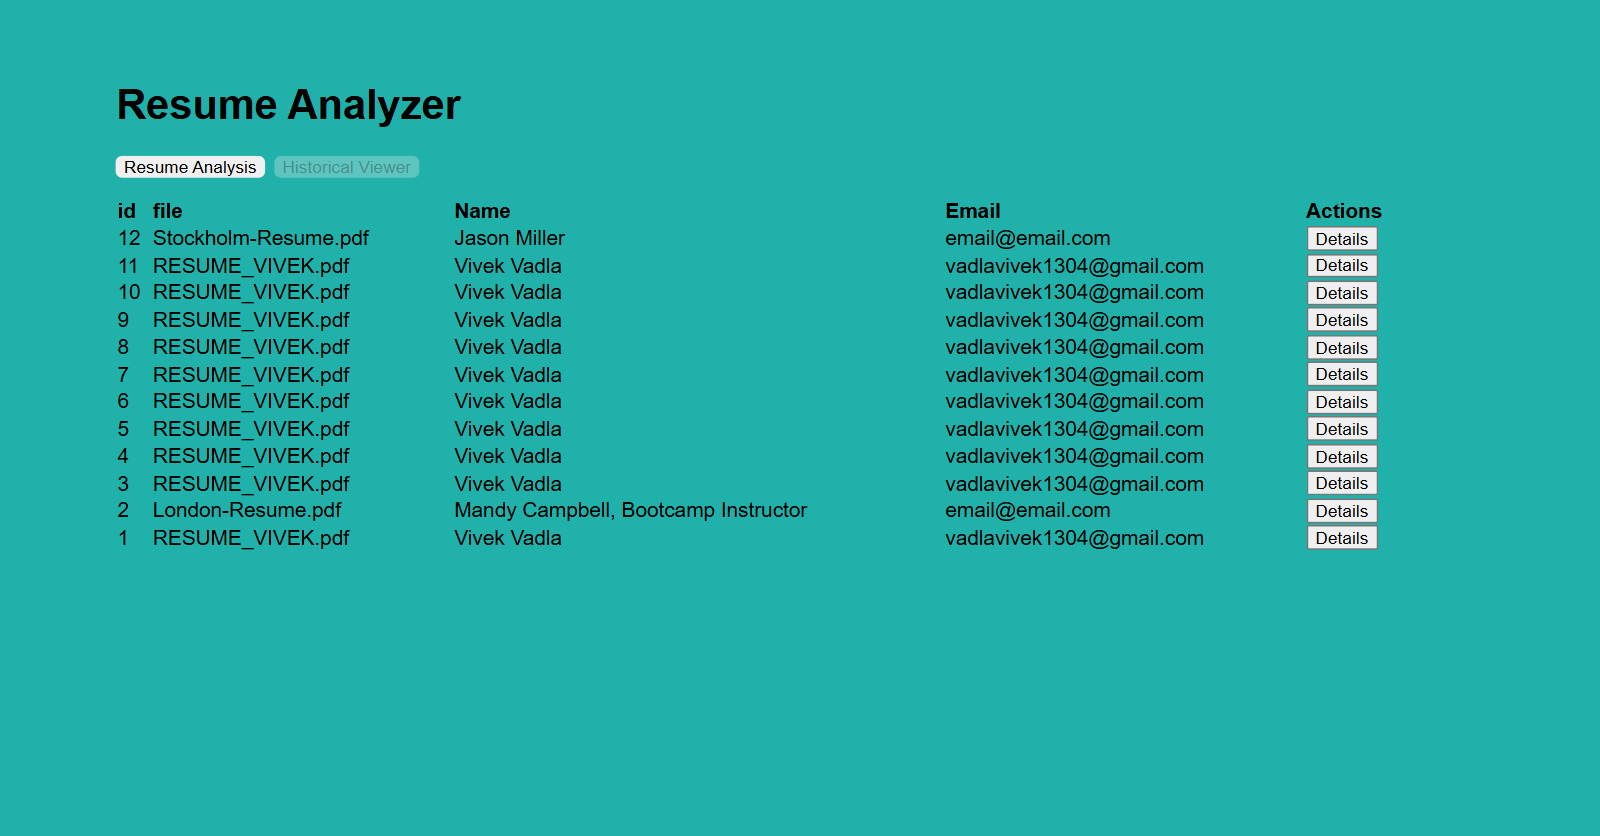 Resume Analyzer
Resume Analysis Historical Viewer
id file Name Email Actions
12 Stockholm-Resume.pdf Jason Miller email@email.com Details
11 RESUME_VIVEK.pdf Vivek Vadla vadlavivek1304@gmail.com Details
10 RESUME_VIVEK.pdf Vivek Vadla vadlavivek1304@gmail.com Details
9 RESUME_VIVEK.pdf Vivek Vadla vadlavivek1304@gmail.com Details
8 RESUME_VIVEK.pdf Vivek Vadla vadlavivek1304@gmail.com Details
7 RESUME_VIVEK.pdf Vivek Vadla vadlavivek1304@gmail.com Details
6 RESUME_VIVEK.pdf Vivek Vadla vadlavivek1304@gmail.com Details
5 RESUME_VIVEK.pdf Vivek Vadla vadlavivek1304@gmail.com Details
4 RESUME_VIVEK.pdf Vivek Vadla vadlavivek1304@gmail.com Details
3 RESUME_VIVEK.pdf Vivek Vadla vadlavivek1304@gmail.com Details
2 London-Resume.pdf Mandy Campbell, Bootcamp Instructor email@email.com Details
1 RESUME_VIVEK.pdf Vivek Vadla vadlavivek1304@gmail.com Details